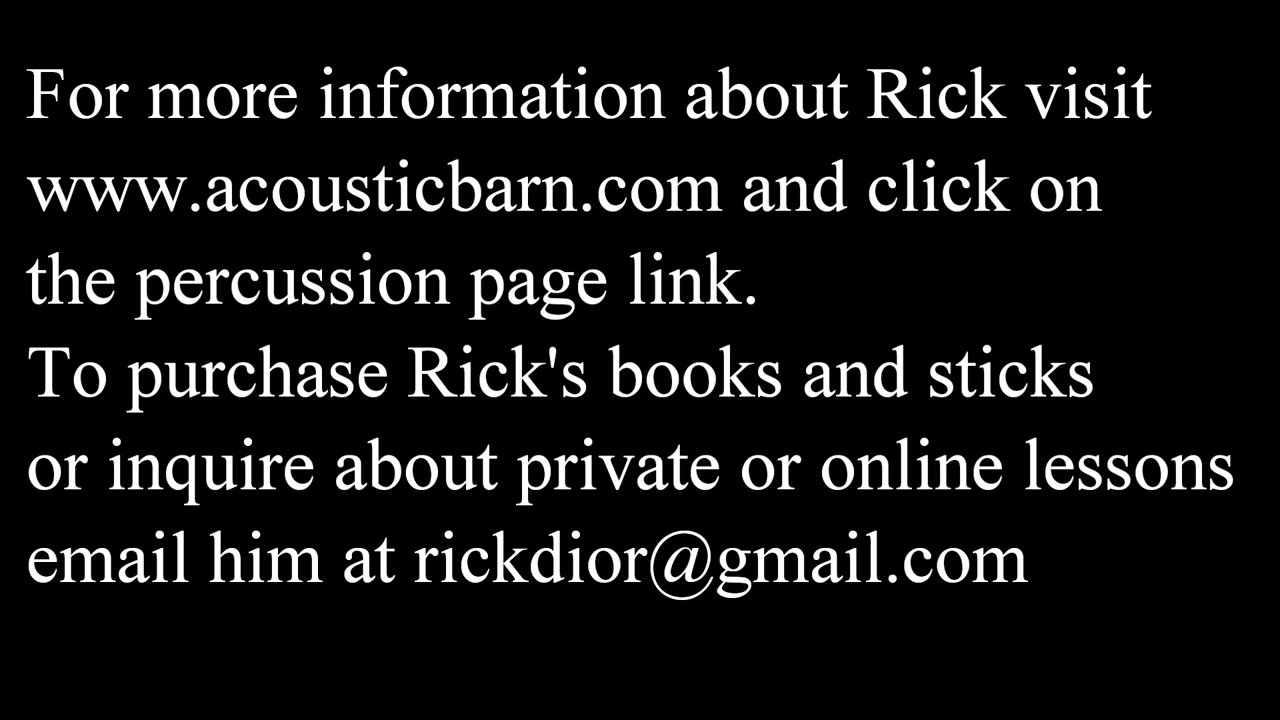 For more information about Rick visit
www.acousticbarn.com and click on
the percussion page link.
To purchase Rick's books and sticks
or inquire about private or online lessons
email him at rickdior@gmail.com